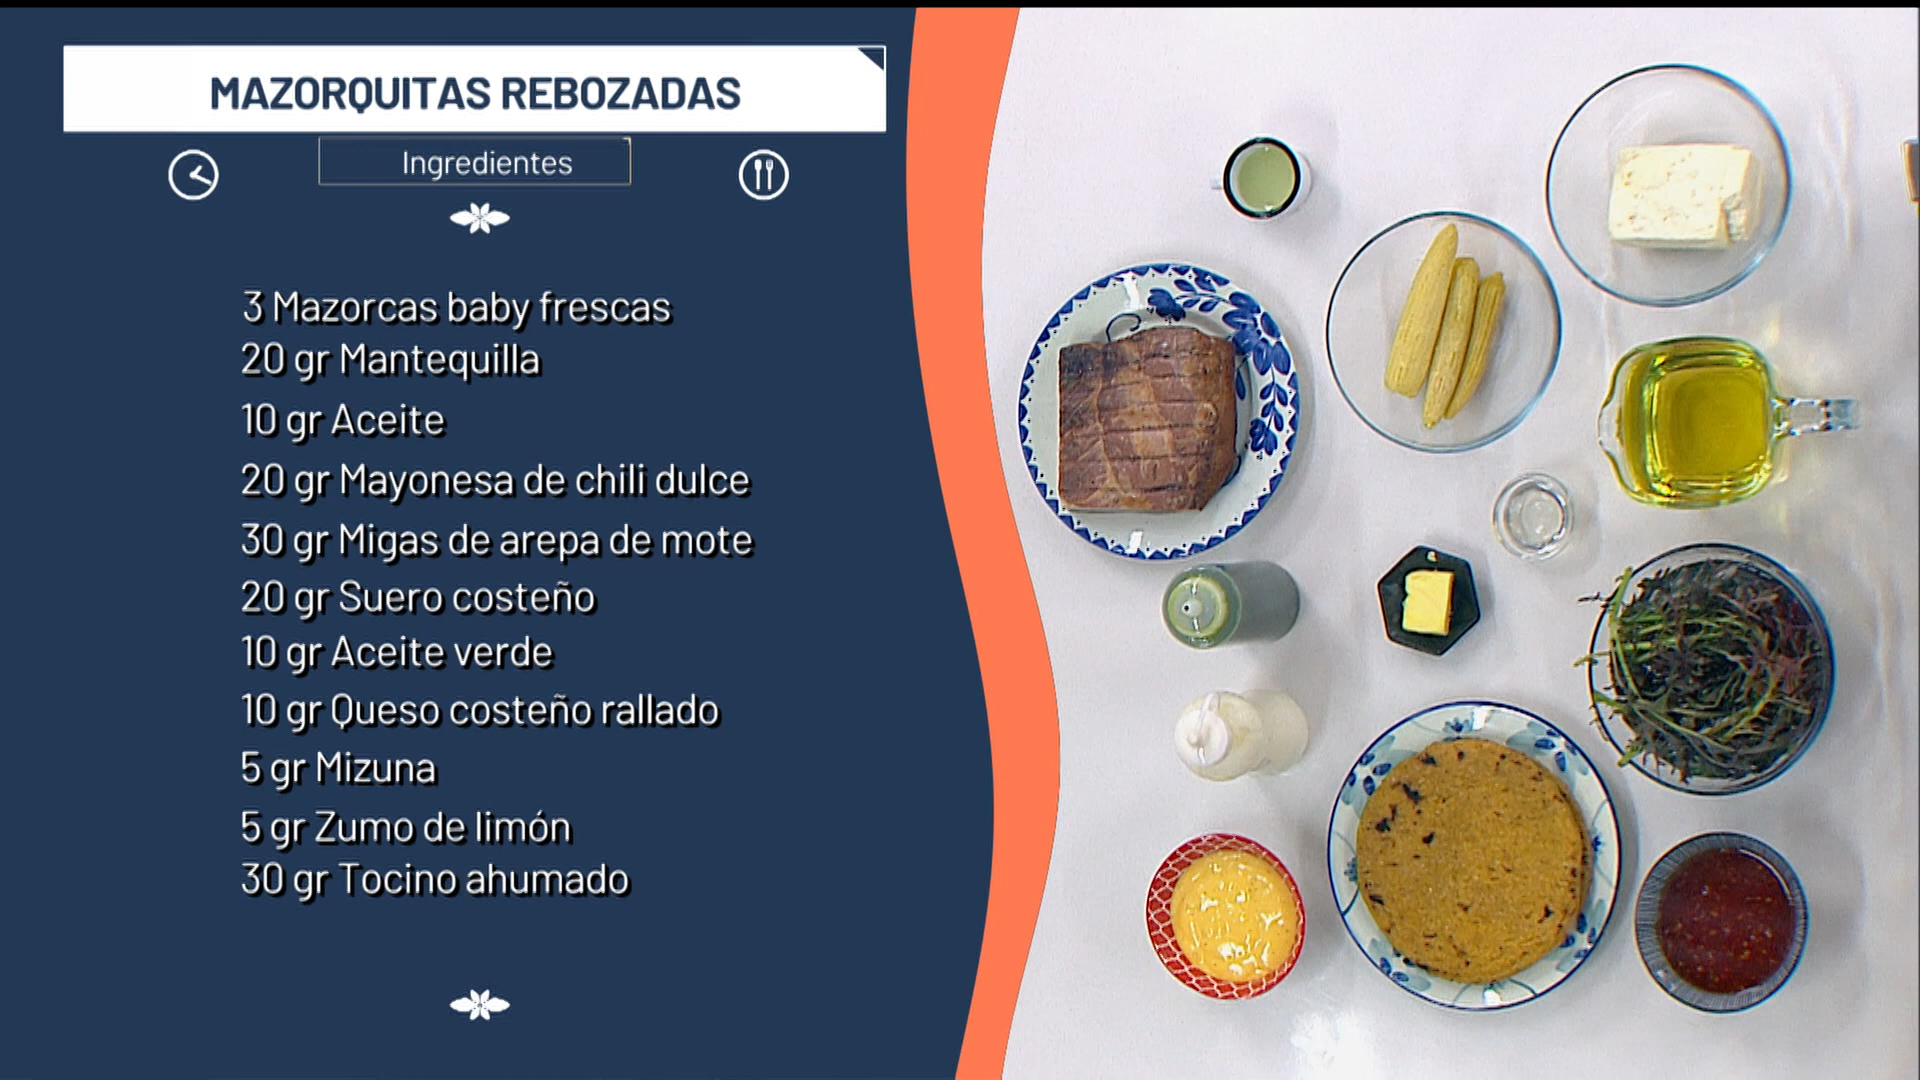 MAZORQUITAS REBOZADAS
Ingredientes
3 Mazorcas baby frescas
20 gr Mantequilla
10 gr Aceite
20 gr Mayonesa de chili dulce
30 gr Migas de arepa de mote
20 gr Suero costeño
10 gr Aceite verde
10 gr Queso costeño rallado
5 gr Mizuna
5 gr Zumo de limón
30 gr Tocino ahumado